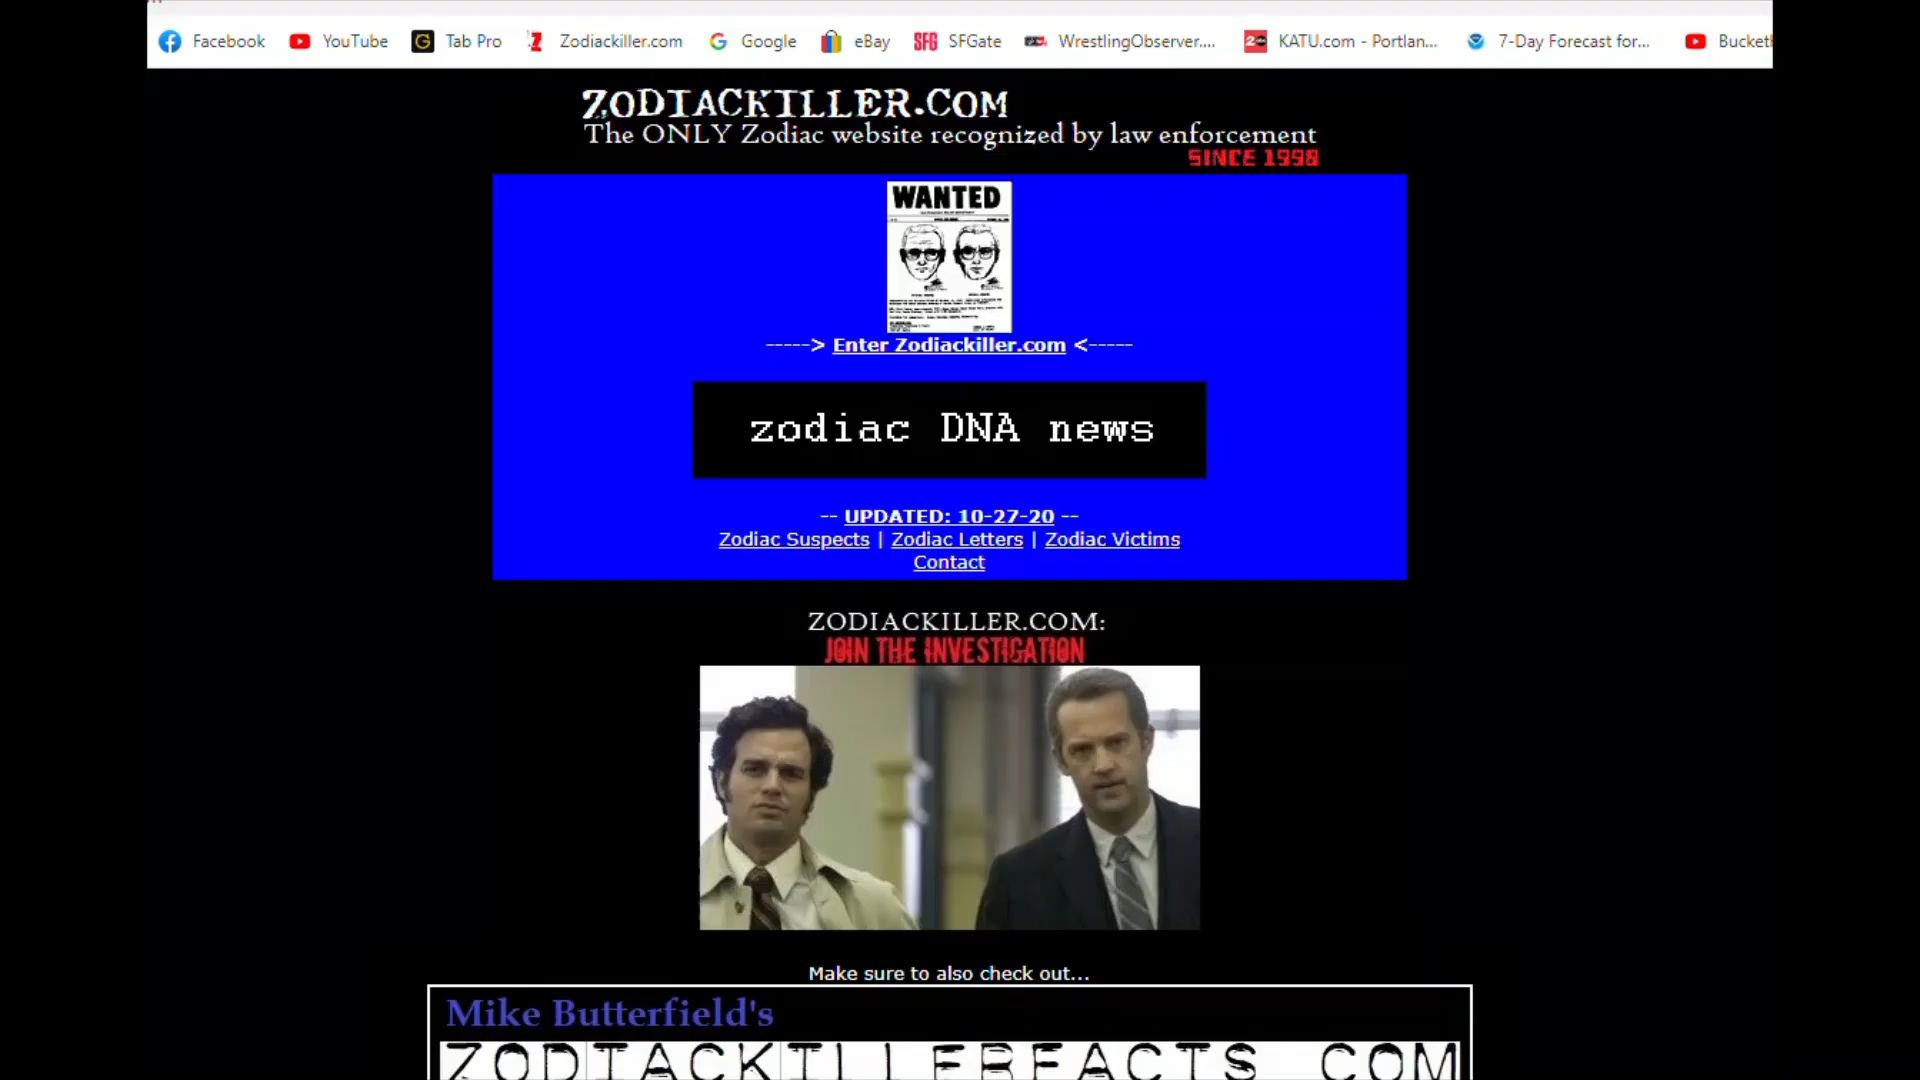 Facebook YouTube Tab Pro Zodiackiller.com Google eBay SFGate WrestlingObserver.... KATU.com - Portlan... 7-Day Forecast for... Bucket
ZODIACKILLER.COM
The ONLY Zodiac website recognized by law enforcement
SINCE 1998
WANTED
-----> Enter Zodiackiller.com <-----
zodiac DNA news
-- UPDATED: 10-27-20 --
Zodiac Suspects | Zodiac Letters | Zodiac Victims
Contact
ZODIACKILLER.COM:
JOIN THE INVESTIGATION
Make sure to also check out...
Mike Butterfield's
ZODIACKILLERFACTS.COM